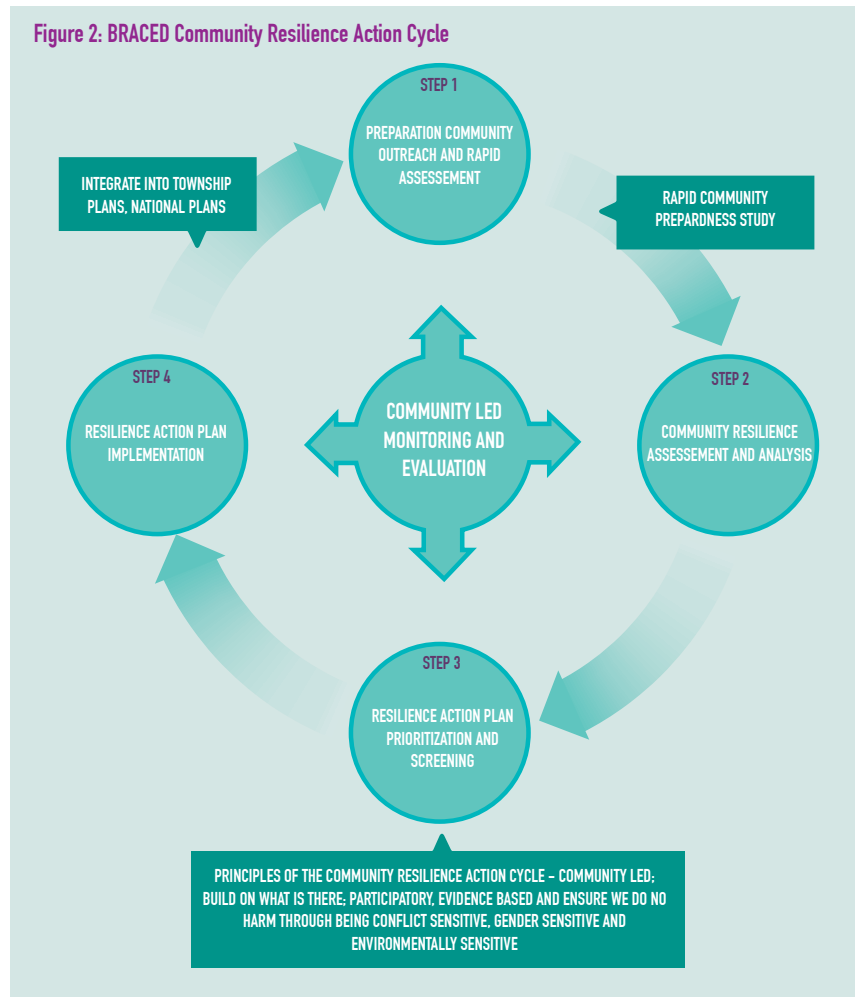 Figure 2: BRACED Community Resilience Action Cycle
STEP 1
PREPARATION COMMUNITY
OUTREACH AND RAPID
ASSESSMENT
INTEGRATE INTO TOWNSHIP
PLANS, NATIONAL PLANS
RAPID COMMUNITY
PREPARDNESS STUDY
STEP 4
RESILIENCE ACTION PLAN
IMPLEMENTATION
COMMUNITY LED
MONITORING AND
EVALUATION
STEP 2
COMMUNITY RESILIENCE
ASSESSMENT AND ANALYSIS
STEP 3
RESILIENCE ACTION PLAN
PRIORITIZATION AND
SCREENING
PRINCIPLES OF THE COMMUNITY RESILIENCE ACTION CYCLE – COMMUNITY LED;
BUILD ON WHAT IS THERE; PARTICIPATORY, EVIDENCE BASED AND ENSURE WE DO NO
HARM THROUGH BEING CONFLICT SENSITIVE, GENDER SENSITIVE AND
ENVIRONMENTALLY SENSITIVE